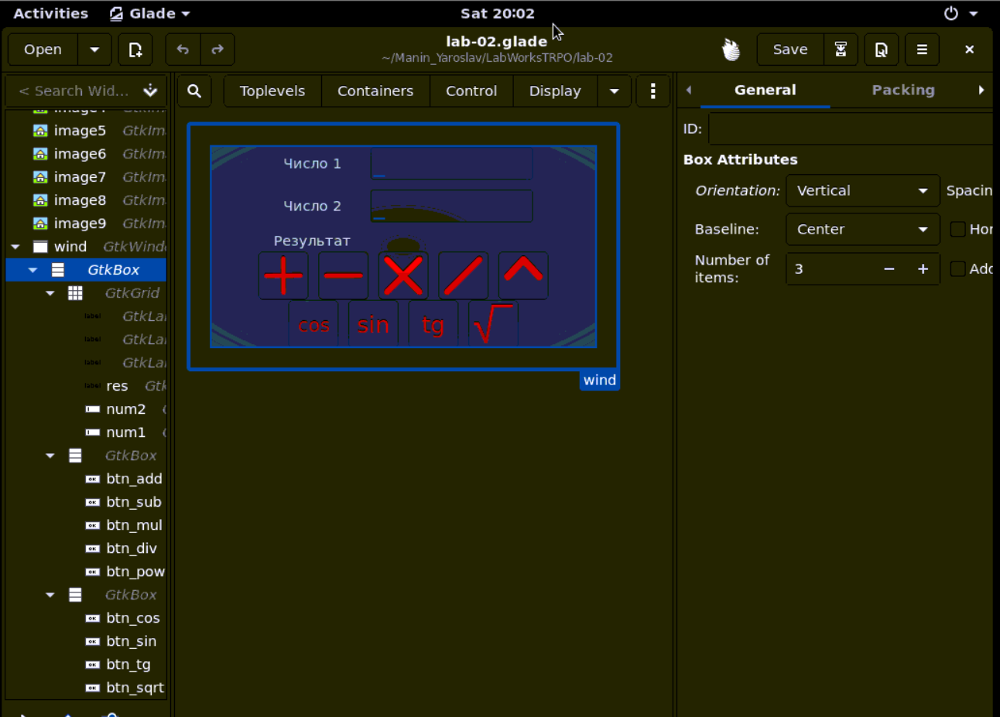 Activities Glade Sat 20:02
Open lab-02.glade Save
~/Manin_Yaroslav/LabWorksTRPO/lab-02
< Search Wid... Toplevels Containers Control Display General Packing
image5 GtkIm
image6 GtkIm
image7 GtkIm
image8 GtkIm
image9 GtkIm
wind GtkWind
GtkBox
GtkGrid
label GtkLa
label GtkLa
label GtkLa
label res Gtk
num2
num1
GtkBox
btn_add
btn_sub
btn_mul
btn_div
btn_pow
GtkBox
btn_cos
btn_sin
btn_tg
btn_sqrt
Число 1
Число 2
Результат
cos sin tg √
wind
ID:
Box Attributes
Orientation: Vertical Spacin
Baseline: Center Hor
Number of items: 3 − + Add